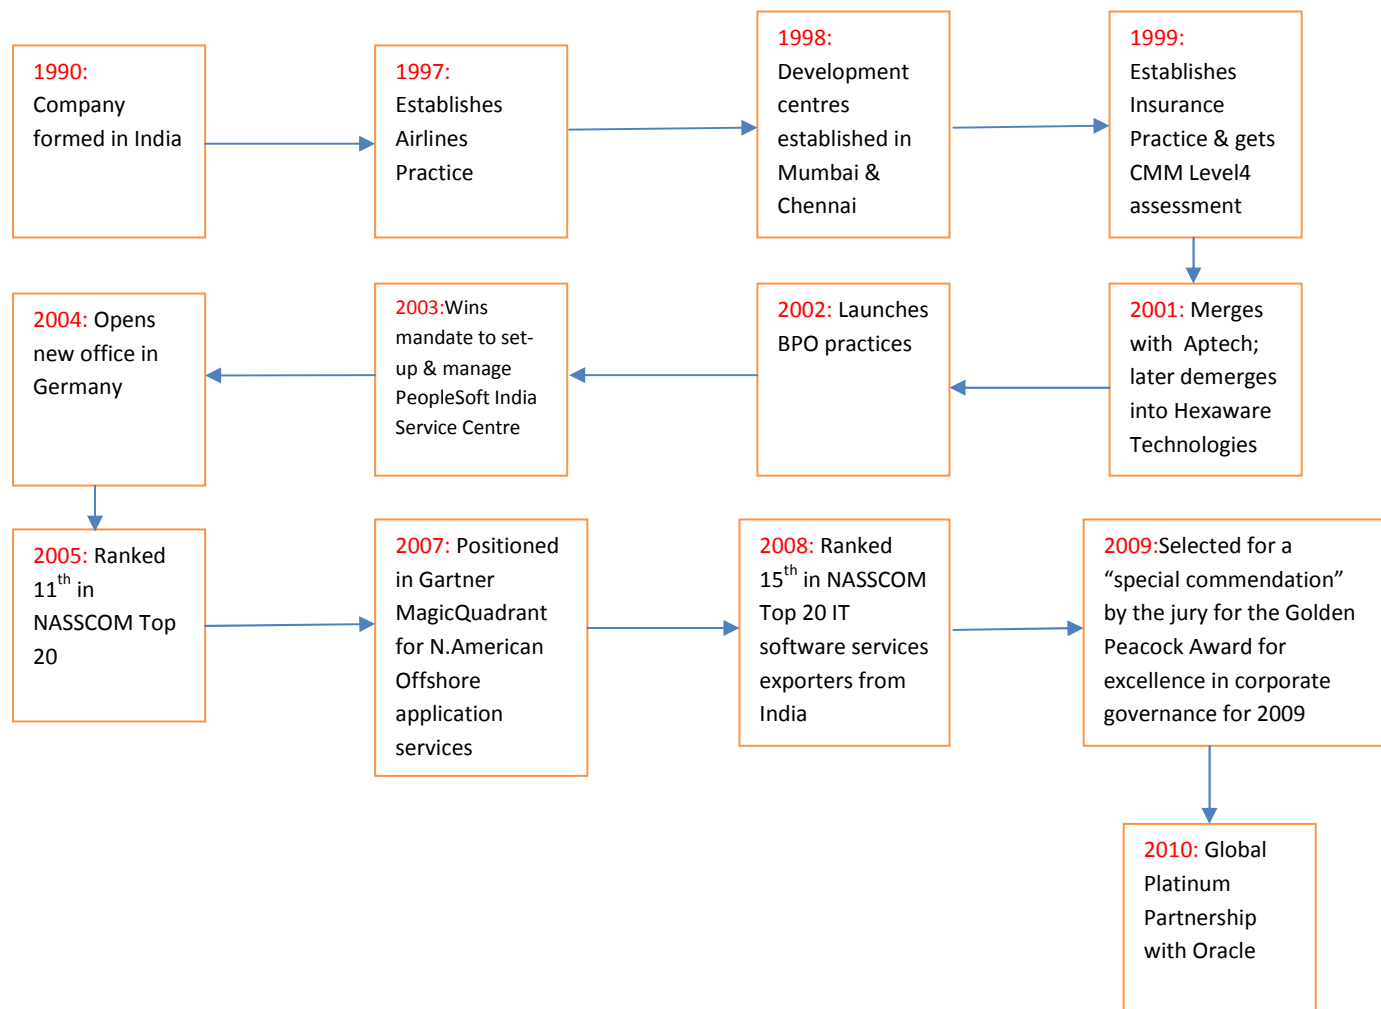 1990:
Company
formed in India
1997:
Establishes
Airlines
Practice
1998:
Development
centres
established in
Mumbai &
Chennai
1999:
Establishes
Insurance
Practice & gets
CMM Level4
assessment
2001: Merges
with Aptech;
later demerges
into Hexaware
Technologies
2002: Launches
BPO practices
2003:Wins
mandate to set-
up & manage
PeopleSoft India
Service Centre
2004: Opens
new office in
Germany
2005: Ranked
11th in
NASSCOM Top
20
2007: Positioned
in Gartner
MagicQuadrant
for N.American
Offshore
application
services
2008: Ranked
15th in NASSCOM
Top 20 IT
software services
exporters from
India
2009:Selected for a
“special commendation”
by the jury for the Golden
Peacock Award for
excellence in corporate
governance for 2009
2010: Global
Platinum
Partnership
with Oracle